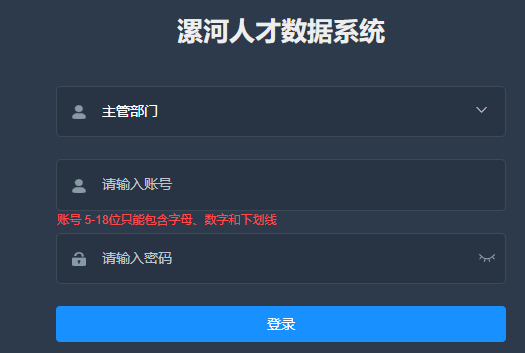 漯河人才数据系统
主管部门
请输入账号
账号 5-18位只能包含字母、数字和下划线
请输入密码
登录